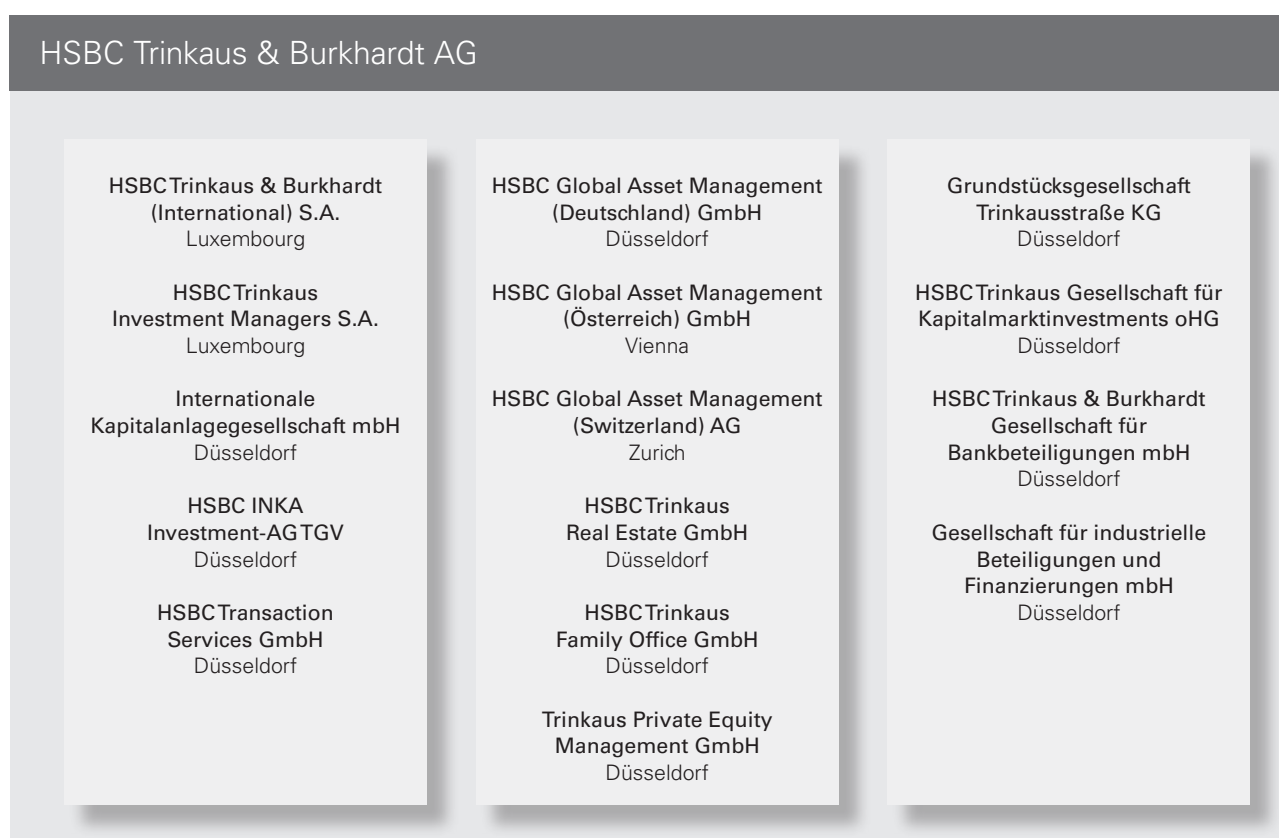 HSBC Trinkaus & Burkhardt AG
HSBC Trinkaus & Burkhardt
(International) S.A.
Luxembourg
HSBC Trinkaus
Investment Managers S.A.
Luxembourg
Internationale
Kapitalanlagegesellschaft mbH
Düsseldorf
HSBC INKA
Investment-AG TGV
Düsseldorf
HSBC Transaction
Services GmbH
Düsseldorf
HSBC Global Asset Management
(Deutschland) GmbH
Düsseldorf
HSBC Global Asset Management
(Österreich) GmbH
Vienna
HSBC Global Asset Management
(Switzerland) AG
Zurich
HSBC Trinkaus
Real Estate GmbH
Düsseldorf
HSBC Trinkaus
Family Office GmbH
Düsseldorf
Trinkaus Private Equity
Management GmbH
Düsseldorf
Grundstücksgesellschaft
Trinkausstraße KG
Düsseldorf
HSBC Trinkaus Gesellschaft für
Kapitalmarktinvestments oHG
Düsseldorf
HSBC Trinkaus & Burkhardt
Gesellschaft für
Bankbeteiligungen mbH
Düsseldorf
Gesellschaft für industrielle
Beteiligungen und
Finanzierungen mbH
Düsseldorf